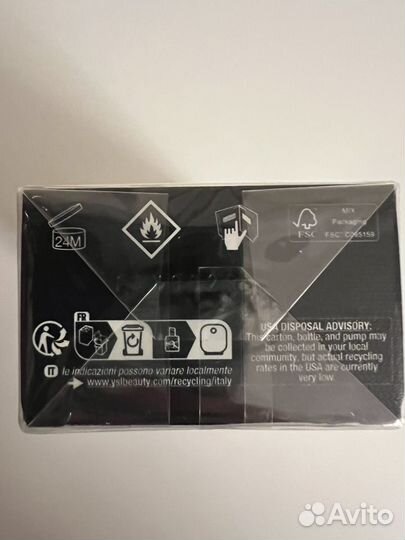 24M
MIX
Packaging
FSC
FSC® C265159
FR
IT le indicazioni possono variare localmente
www.yslbeauty.com/recycling/italy
USA DISPOSAL ADVISORY:
This carton, bottle, and pump may
be collected in your local
community, but actual recycling
rates in the USA are currently
very low.
Avito